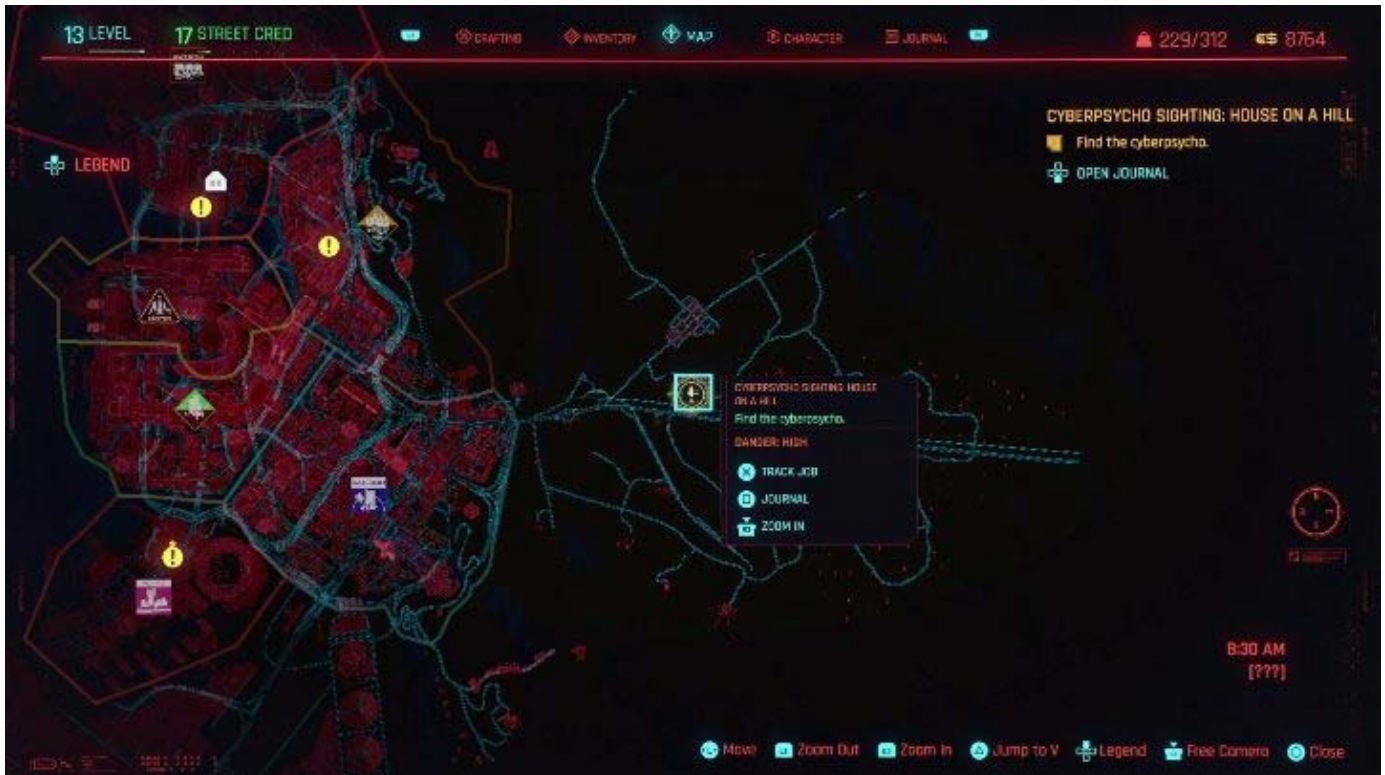 13 LEVEL
17 STREET CRED
CRAFTING
INVENTORY
MAP
CHARACTER
JOURNAL
229/312
8764
LEGEND
CYBERPSYCHO SIGHTING: HOUSE ON A HILL
Find the cyberpsycho.
OPEN JOURNAL
CYBERPSYCHO SIGHTING: HOUSE
ON A HILL
Find the cyberpsycho.
DANGER: HIGH
TRACK JOB
JOURNAL
ZOOM IN
8:30 AM
[???]
Move
Zoom Out
Zoom In
Jump to V
Legend
Free Camera
Close